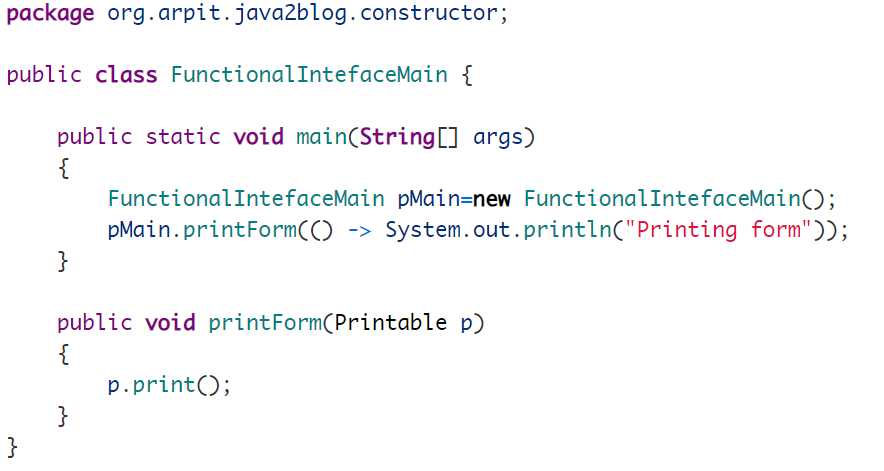 package org.arpit.java2blog.constructor;
public class FunctionalIntefaceMain {
public static void main(String[] args)
{
FunctionalIntefaceMain pMain=new FunctionalIntefaceMain();
pMain.printForm(() -> System.out.println("Printing form"));
}
public void printForm(Printable p)
{
p.print();
}
}